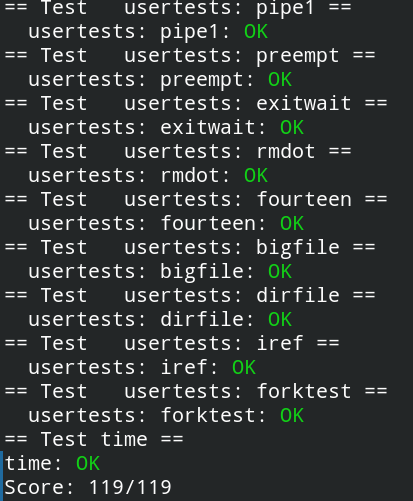 == Test   usertests: pipe1 ==
  usertests: pipe1: OK
== Test   usertests: preempt ==
  usertests: preempt: OK
== Test   usertests: exitwait ==
  usertests: exitwait: OK
== Test   usertests: rmdot ==
  usertests: rmdot: OK
== Test   usertests: fourteen ==
  usertests: fourteen: OK
== Test   usertests: bigfile ==
  usertests: bigfile: OK
== Test   usertests: dirfile ==
  usertests: dirfile: OK
== Test   usertests: iref ==
  usertests: iref: OK
== Test   usertests: forktest ==
  usertests: forktest: OK
== Test time ==
time: OK
Score: 119/119